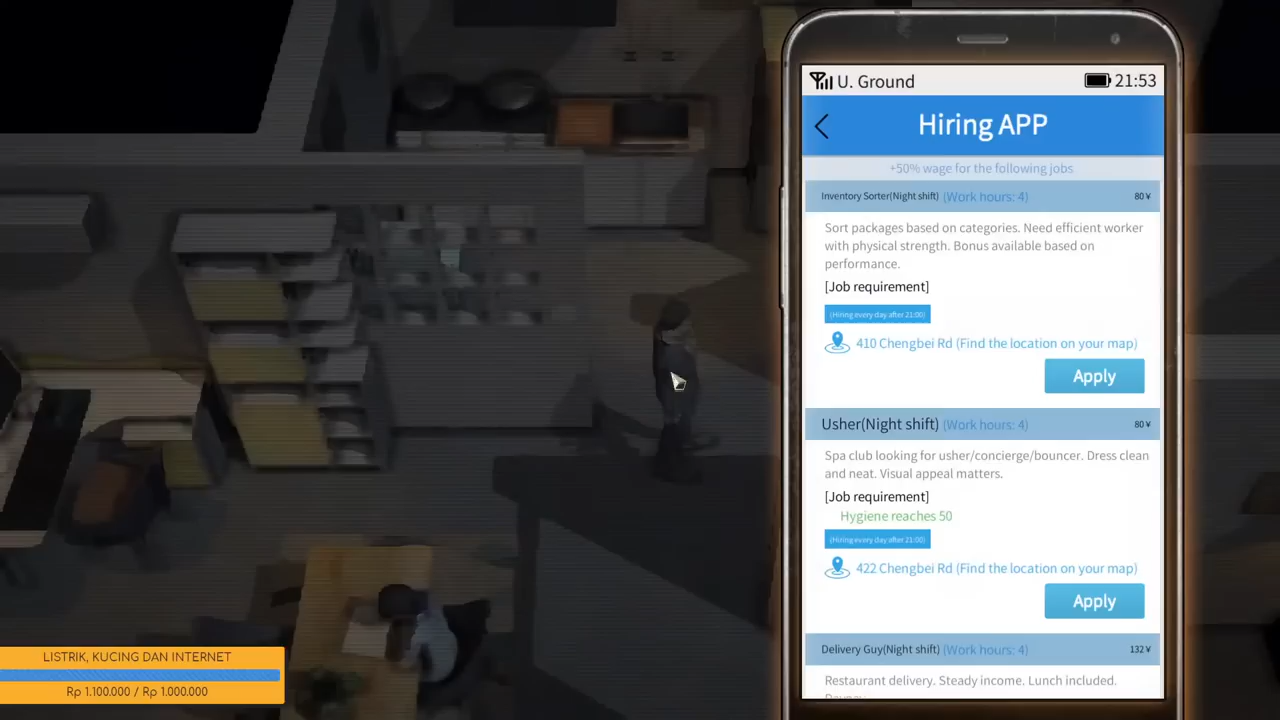 U. Ground
21:53
Hiring APP
+50% wage for the following jobs
Inventory Sorter(Night shift) (Work hours: 4) 80 ¥
Sort packages based on categories. Need efficient worker
with physical strength. Bonus available based on
performance.
[Job requirement]
(Hiring every day after 21:00)
410 Chengbei Rd (Find the location on your map)
Apply
Usher(Night shift) (Work hours: 4) 80 ¥
Spa club looking for usher/concierge/bouncer. Dress clean
and neat. Visual appeal matters.
[Job requirement]
Hygiene reaches 50
(Hiring every day after 21:00)
422 Chengbei Rd (Find the location on your map)
Apply
Delivery Guy(Night shift) (Work hours: 4) 132 ¥
Restaurant delivery. Steady income. Lunch included.
LISTRIK, KUCING DAN INTERNET
Rp 1.100.000 / Rp 1.000.000